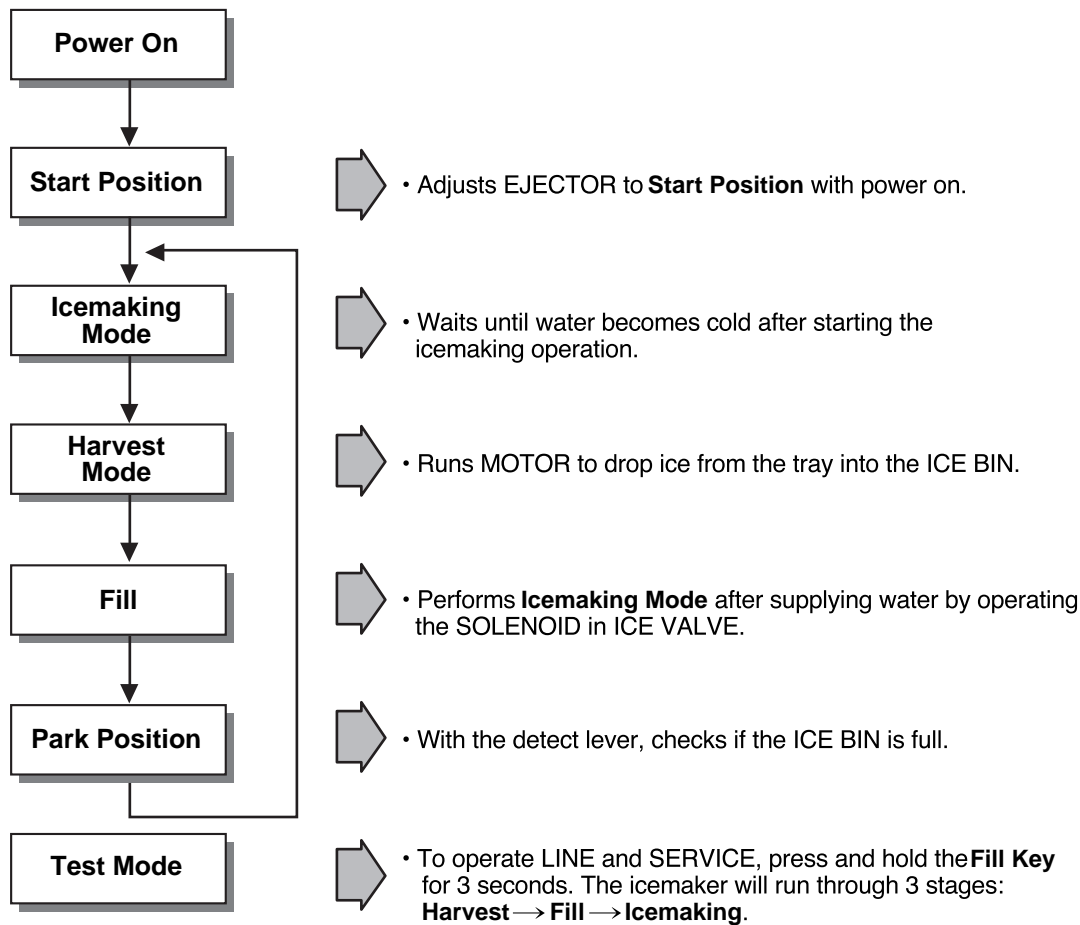 Power On
Start Position
• Adjusts EJECTOR to Start Position with power on.
Icemaking
Mode
• Waits until water becomes cold after starting the
icemaking operation.
Harvest
Mode
• Runs MOTOR to drop ice from the tray into the ICE BIN.
Fill
• Performs Icemaking Mode after supplying water by operating
the SOLENOID in ICE VALVE.
Park Position
• With the detect lever, checks if the ICE BIN is full.
Test Mode
• To operate LINE and SERVICE, press and hold the Fill Key
for 3 seconds. The icemaker will run through 3 stages:
Harvest → Fill → Icemaking.